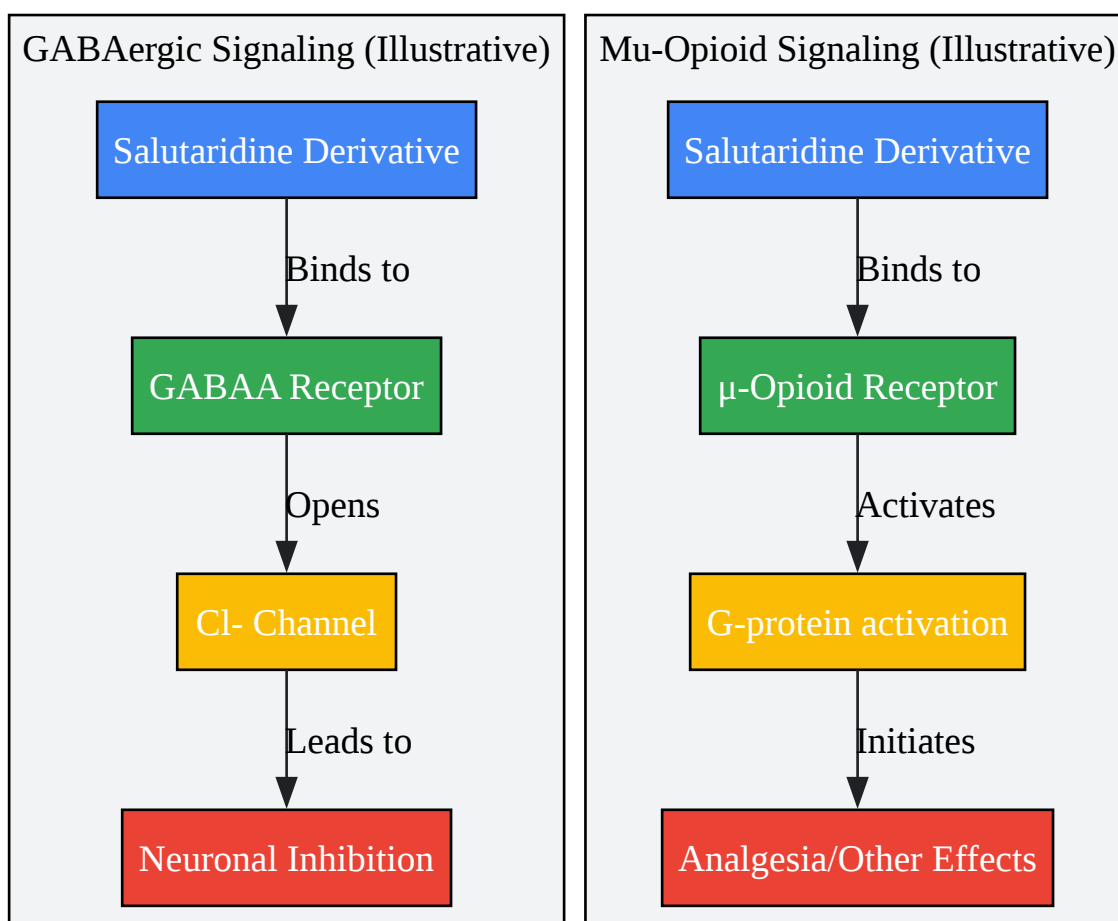 GABAergic Signaling (Illustrative)
Salutaridine Derivative
Binds to
GABAA Receptor
Opens
Cl- Channel
Leads to
Neuronal Inhibition
Mu-Opioid Signaling (Illustrative)
Salutaridine Derivative
Binds to
μ-Opioid Receptor
Activates
G-protein activation
Initiates
Analgesia/Other Effects